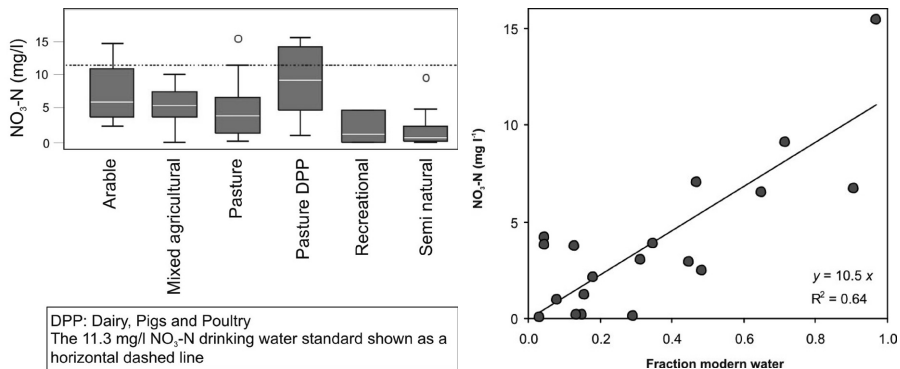 NO₃-N (mg/l)
15
10
5
0
Arable
Mixed agricultural
Pasture
Pasture DPP
Recreational
Semi natural
DPP: Dairy, Pigs and Poultry
The 11.3 mg/l NO₃-N drinking water standard shown as a
horizontal dashed line
NO₃-N (mg l⁻¹)
15
10
5
0
0.0
0.2
0.4
0.6
0.8
1.0
y = 10.5 x
R² = 0.64
Fraction modern water